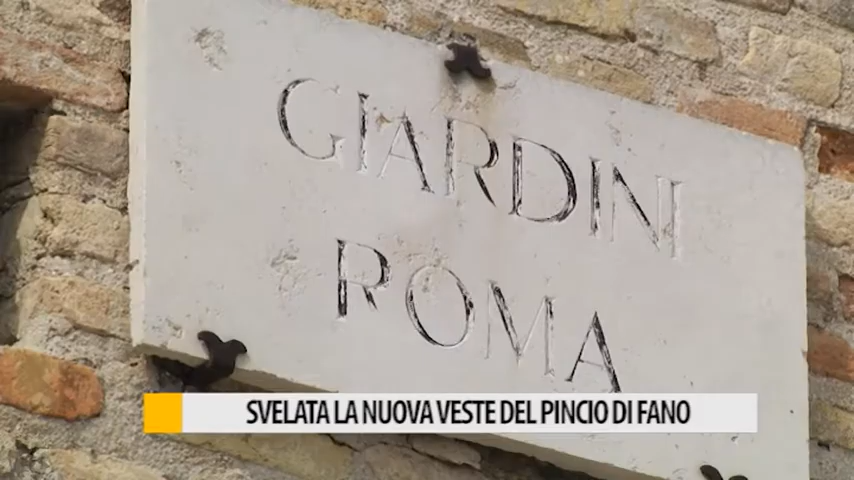 GIARDINI
ROMA
SVELATA LA NUOVA VESTE DEL PINCIO DI FANO